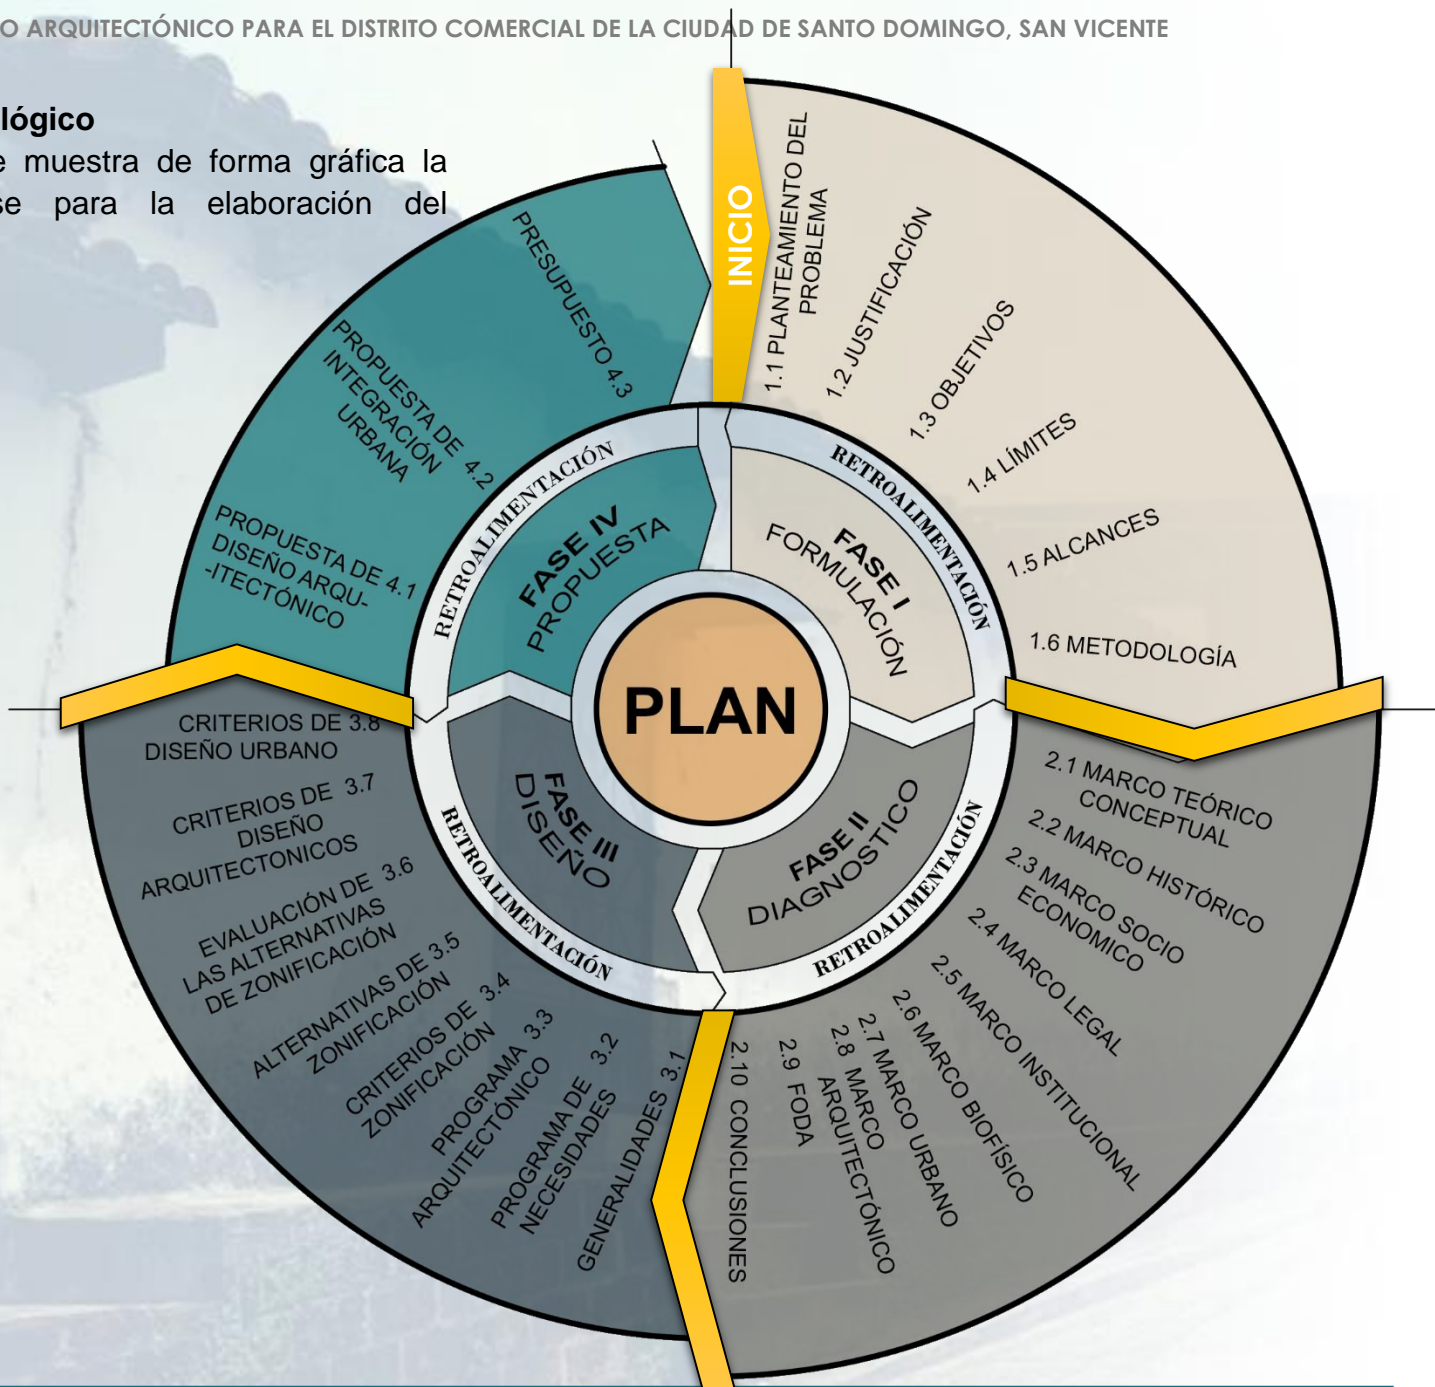 O ARQUITECTÓNICO PARA EL DISTRITO COMERCIAL DE LA CIUDAD DE SANTO DOMINGO, SAN VICENTE
lógico
e muestra de forma gráfica la
se para la elaboración del
INICIO
1.1 PLANTEAMIENTO DEL
PROBLEMA
1.2 JUSTIFICACIÓN
1.3 OBJETIVOS
1.4 LÍMITES
1.5 ALCANCES
1.6 METODOLOGÍA
RETROALIMENTACIÓN
FASE I
FORMULACIÓN
2.1 MARCO TEÓRICO
CONCEPTUAL
2.2 MARCO HISTÓRICO
2.3 MARCO SOCIO
ECONOMICO
2.4 MARCO LEGAL
2.5 MARCO INSTITUCIONAL
2.6 MARCO BIOFÍSICO
2.7 MARCO URBANO
2.8 MARCO
ARQUITECTÓNICO
2.9 FODA
2.10 CONCLUSIONES
RETROALIMENTACIÓN
FASE II
DIAGNOSTICO
GENERALIDADES 3.1
PROGRAMA DE 3.2
NECESIDADES
PROGRAMA 3.3
ARQUITECTÓNICO
CRITERIOS DE 3.4
ZONIFICACIÓN
ALTERNATIVAS DE 3.5
ZONIFICACIÓN
EVALUACIÓN DE 3.6
LAS ALTERNATIVAS
DE ZONIFICACIÓN
CRITERIOS DE 3.7
DISEÑO
ARQUITECTONICOS
CRITERIOS DE 3.8
DISEÑO URBANO
RETROALIMENTACIÓN
FASE III
DISEÑO
PROPUESTA DE 4.1
DISEÑO ARQU-
-ITECTÓNICO
PROPUESTA DE 4.2
INTEGRACIÓN
URBANA
PRESUPUESTO 4.3
RETROALIMENTACIÓN
FASE IV
PROPUESTA
PLAN